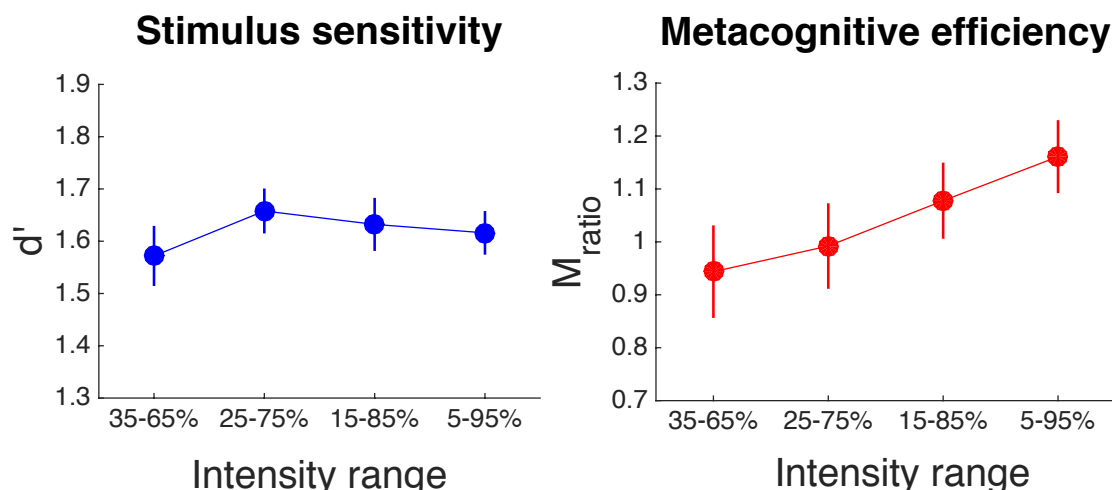 Stimulus sensitivity
1.9
1.8
1.7
1.6
1.5
1.4
1.3
d'
35-65% 25-75% 15-85% 5-95%
Intensity range
Metacognitive efficiency
1.3
1.2
1.1
1
0.9
0.8
0.7
Mratio
35-65% 25-75% 15-85% 5-95%
Intensity range